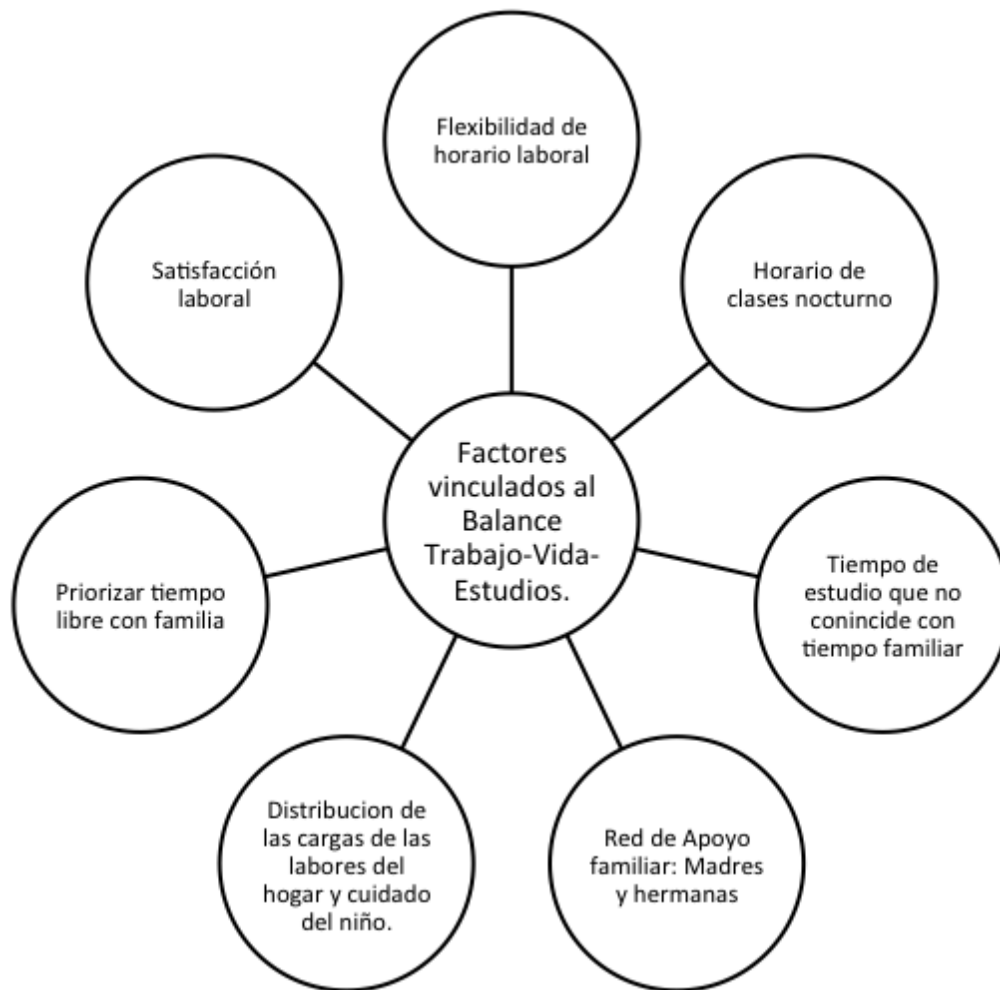 Flexibilidad de
horario laboral
Satisfacción
laboral
Horario de
clases nocturno
Factores
vinculados al
Balance
Trabajo-Vida-
Estudios.
Priorizar tiempo
libre con familia
Tiempo de
estudio que no
conincide con
tiempo familiar
Distribucion de
las cargas de las
labores del
hogar y cuidado
del niño.
Red de Apoyo
familiar: Madres
y hermanas